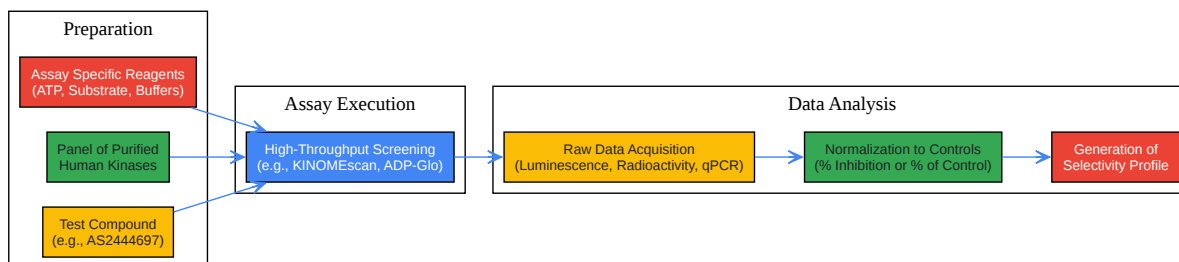 Preparation
Assay Specific Reagents
(ATP, Substrate, Buffers)
Panel of Purified
Human Kinases
Test Compound
(e.g., AS2444697)
Assay Execution
High-Throughput Screening
(e.g., KINOMEscan, ADP-Glo)
Data Analysis
Raw Data Acquisition
(Luminescence, Radioactivity, qPCR)
Normalization to Controls
(% Inhibition or % of Control)
Generation of
Selectivity Profile